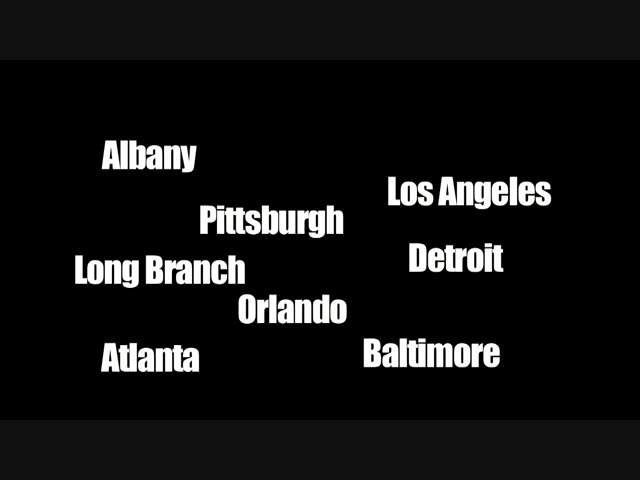 Albany
Los Angeles
Pittsburgh
Detroit
Long Branch
Orlando
Baltimore
Atlanta